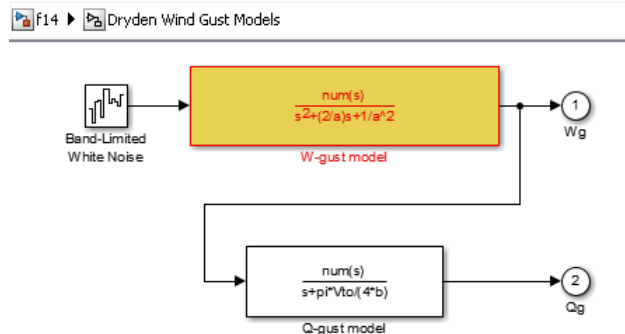 f14 ▶ Dryden Wind Gust Models
num(s)
s2+(2/a)s+1/a^2
W-gust model
Band-Limited
White Noise
1
Wg
num(s)
s+pi*Vto/(4*b)
Q-gust model
2
Qg